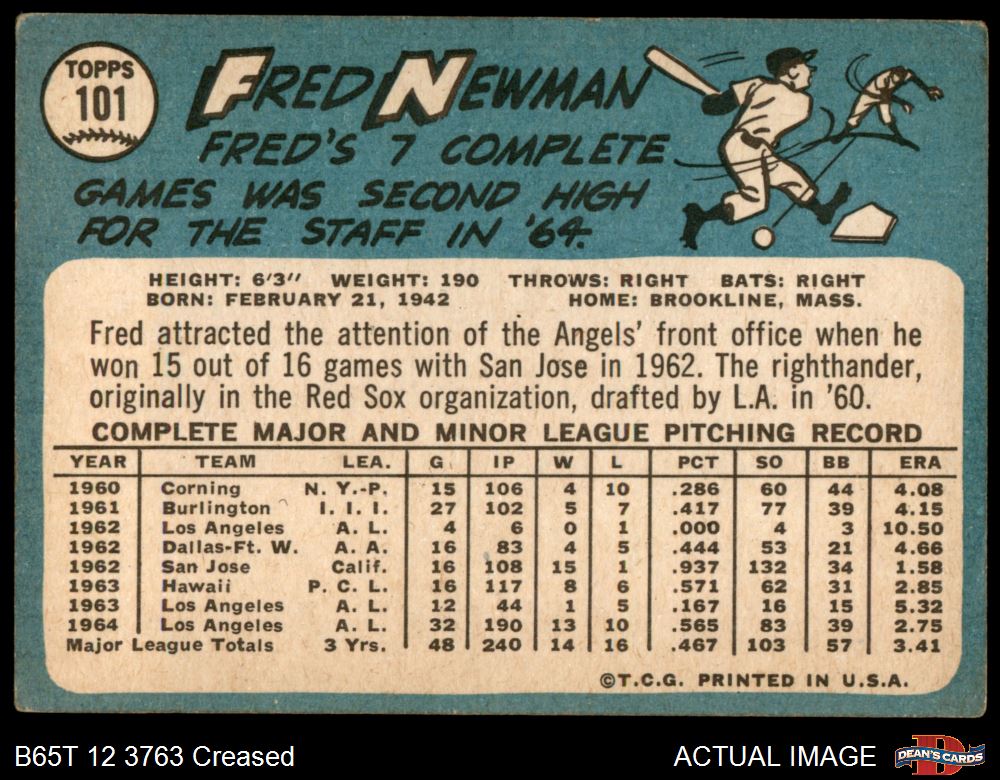 TOPPS
101
FRED NEWMAN
FRED'S 7 COMPLETE
GAMES WAS SECOND HIGH
FOR THE STAFF IN '64.
HEIGHT: 6'3" WEIGHT: 190 THROWS: RIGHT BATS: RIGHT
BORN: FEBRUARY 21, 1942 HOME: BROOKLINE, MASS.
Fred attracted the attention of the Angels' front office when he
won 15 out of 16 games with San Jose in 1962. The righthander,
originally in the Red Sox organization, drafted by L.A. in '60.
COMPLETE MAJOR AND MINOR LEAGUE PITCHING RECORD
YEAR TEAM LEA. G IP W L PCT SO BB ERA
1960 Corning N. Y.-P. 15 106 4 10 .286 60 44 4.08
1961 Burlington I. I. I. 27 102 5 7 .417 77 39 4.15
1962 Los Angeles A. L. 4 6 0 1 .000 4 3 10.50
1962 Dallas-Ft. W. A. A. 16 83 4 5 .444 53 21 4.66
1962 San Jose Calif. 16 108 15 1 .937 132 34 1.58
1963 Hawaii P. C. L. 16 117 8 6 .571 62 31 2.85
1963 Los Angeles A. L. 12 44 1 5 .167 16 15 5.32
1964 Los Angeles A. L. 32 190 13 10 .565 83 39 2.75
Major League Totals 3 Yrs. 48 240 14 16 .467 103 57 3.41
©T.C.G. PRINTED IN U.S.A.
B65T 12 3763 Creased
ACTUAL IMAGE
D
DEAN'S CARDS